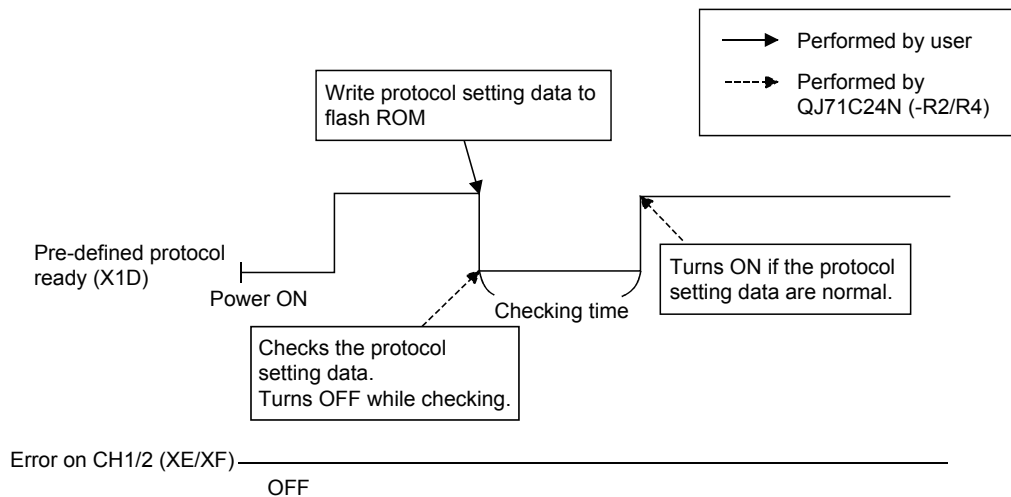 Performed by user
Performed by
QJ71C24N (-R2/R4)
Write protocol setting data to
flash ROM
Pre-defined protocol
ready (X1D)
Power ON
Checking time
Turns ON if the protocol
setting data are normal.
Checks the protocol
setting data.
Turns OFF while checking.
Error on CH1/2 (XE/XF)
OFF